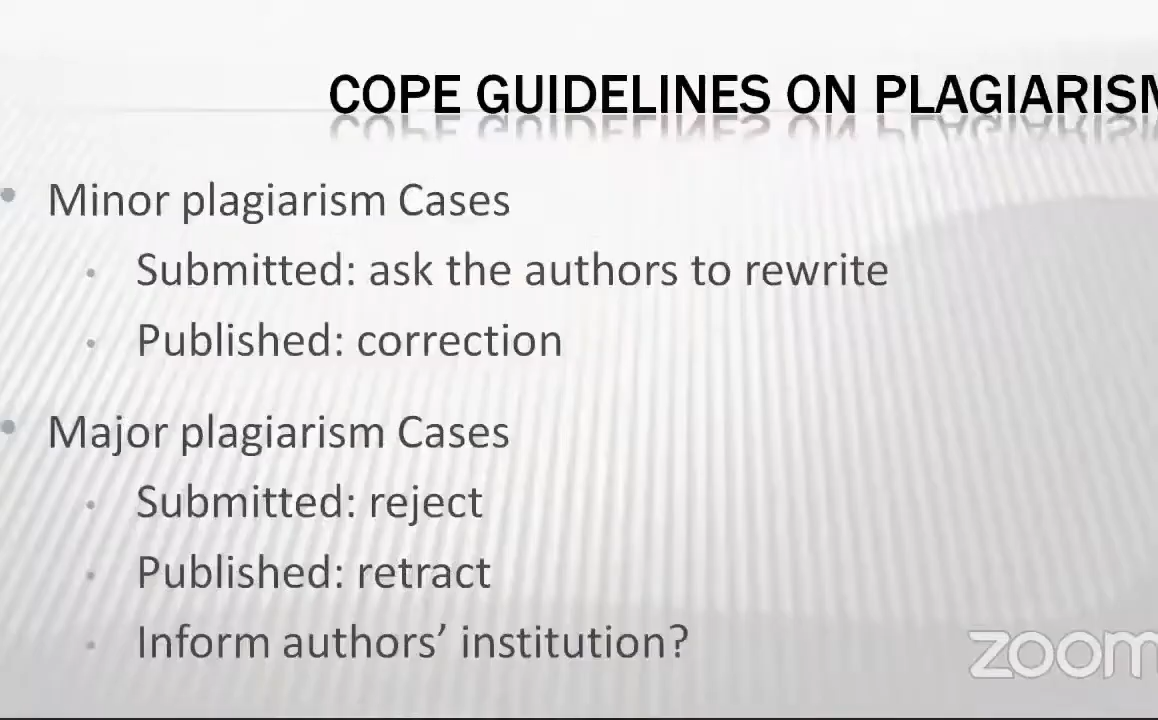 COPE GUIDELINES ON PLAGIARISM
• Minor plagiarism Cases
• Submitted: ask the authors to rewrite
• Published: correction
• Major plagiarism Cases
• Submitted: reject
• Published: retract
• Inform authors’ institution?
zoom